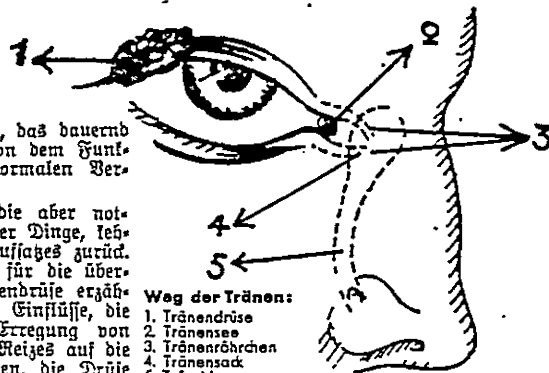 1
2
3
4
5
, das dauernd
on dem Funk-
ormalen Ver-
die aber not-
er Dinge, keh-
ufsatzes zurück.
für die über-
endrüse erzäh-
Einflüsse, die
Erregung von
Reizes auf die
en, die Drüse
Weg der Tränen:
1. Tränendrüse
2. Tränensee
3. Tränenröhrchen
4. Tränensack